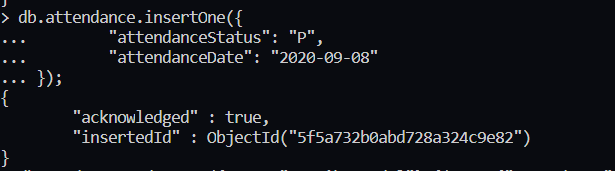 > db.attendance.insertOne({
...     "attendanceStatus": "P",
...     "attendanceDate": "2020-09-08"
... });
{
        "acknowledged" : true,
        "insertedId" : ObjectId("5f5a732b0abd728a324c9e82")
}